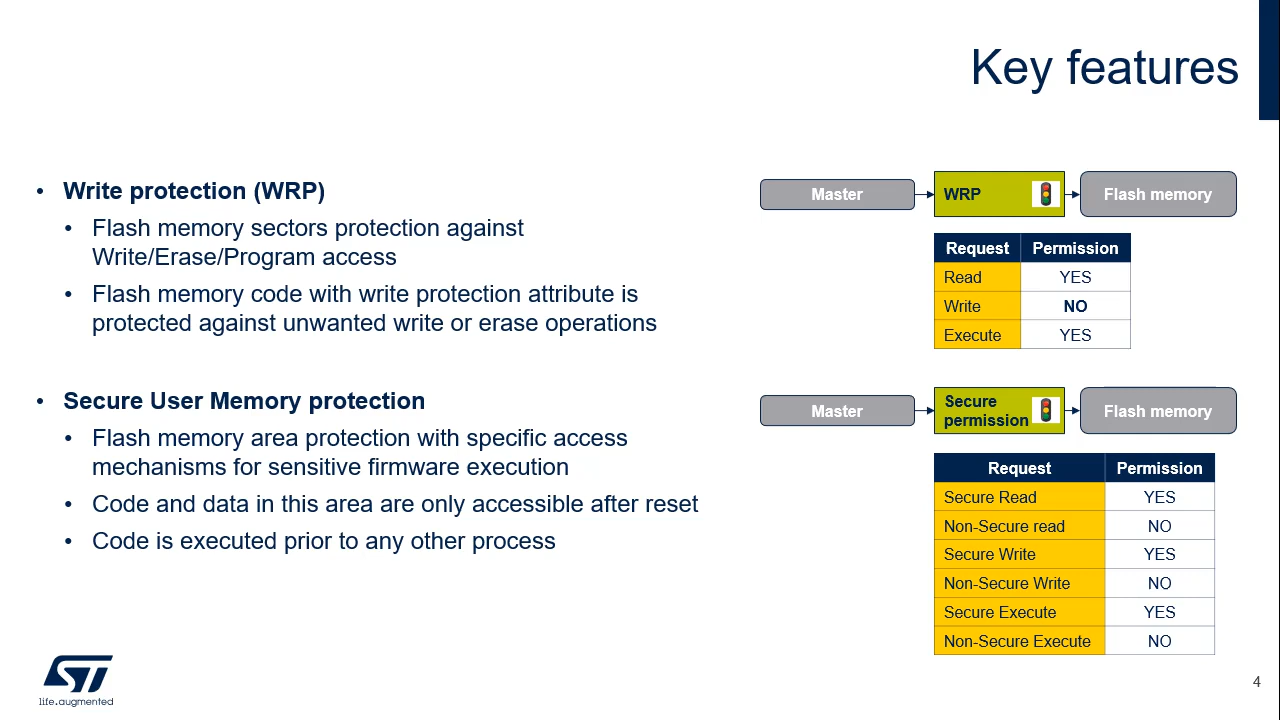 Key features
• Write protection (WRP)
• Flash memory sectors protection against
Write/Erase/Program access
• Flash memory code with write protection attribute is
protected against unwanted write or erase operations
Master
WRP
Flash memory
Request Permission
Read YES
Write NO
Execute YES
• Secure User Memory protection
• Flash memory area protection with specific access
mechanisms for sensitive firmware execution
• Code and data in this area are only accessible after reset
• Code is executed prior to any other process
Master
Secure
permission
Flash memory
Request Permission
Secure Read YES
Non-Secure read NO
Secure Write YES
Non-Secure Write NO
Secure Execute YES
Non-Secure Execute NO
ST
life.augmented
4